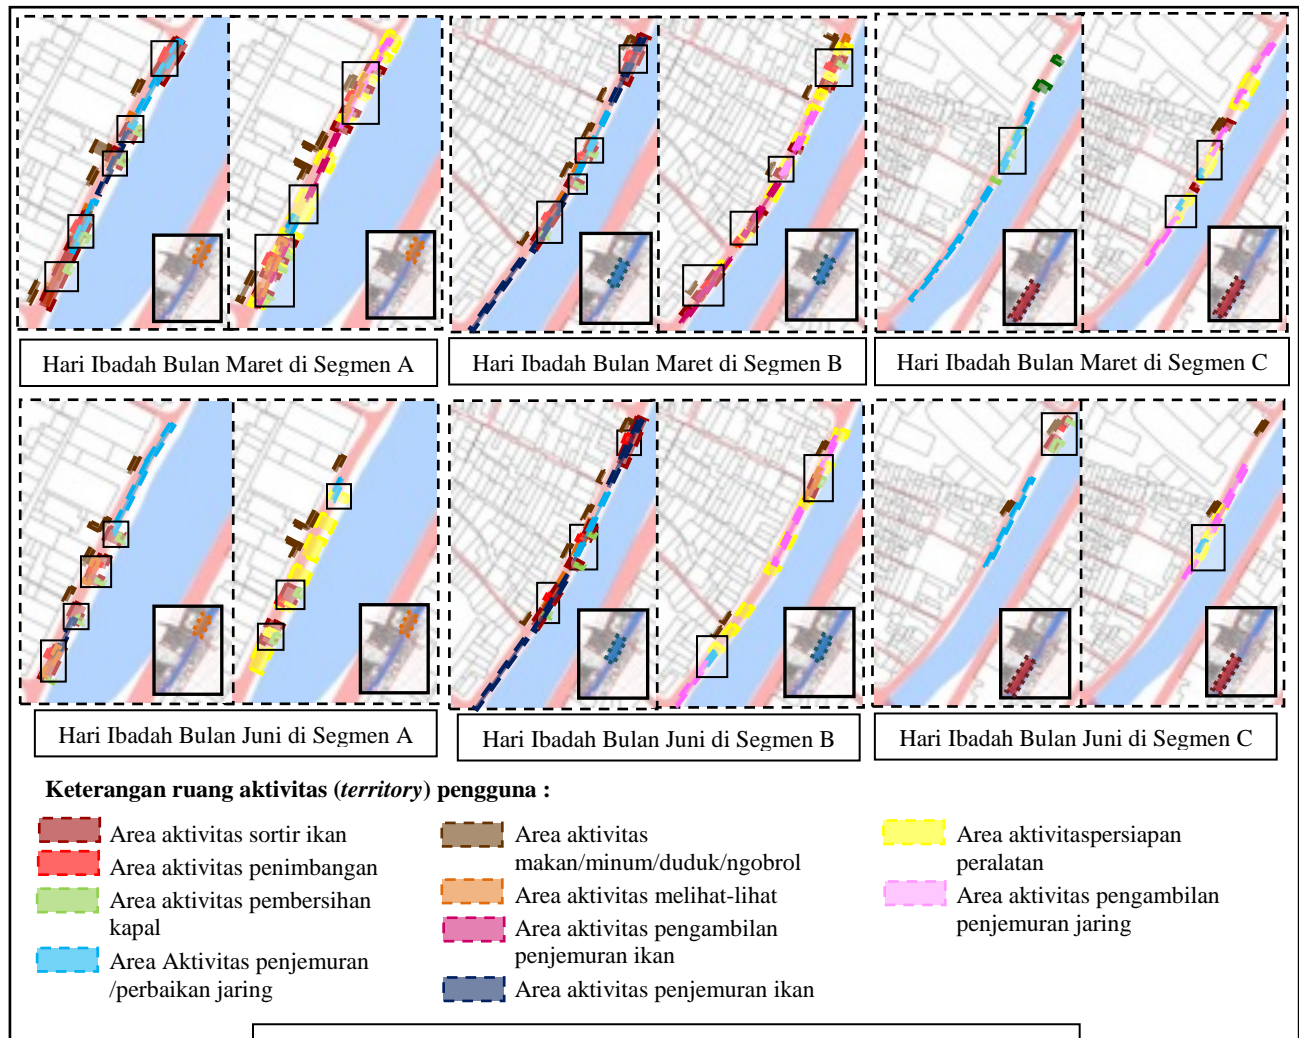 Hari Ibadah Bulan Maret di Segmen A
Hari Ibadah Bulan Maret di Segmen B
Hari Ibadah Bulan Maret di Segmen C
Hari Ibadah Bulan Juni di Segmen A
Hari Ibadah Bulan Juni di Segmen B
Hari Ibadah Bulan Juni di Segmen C
Keterangan ruang aktivitas (territory) pengguna :
Area aktivitas sortir ikan
Area aktivitas penimbangan
Area aktivitas pembersihan
kapal
Area Aktivitas penjemuran
/perbaikan jaring
Area aktivitas
makan/minum/duduk/ngobrol
Area aktivitas melihat-lihat
Area aktivitas pengambilan
penjemuran ikan
Area aktivitas penjemuran ikan
Area aktivitaspersiapan
peralatan
Area aktivitas pengambilan
penjemuran jaring